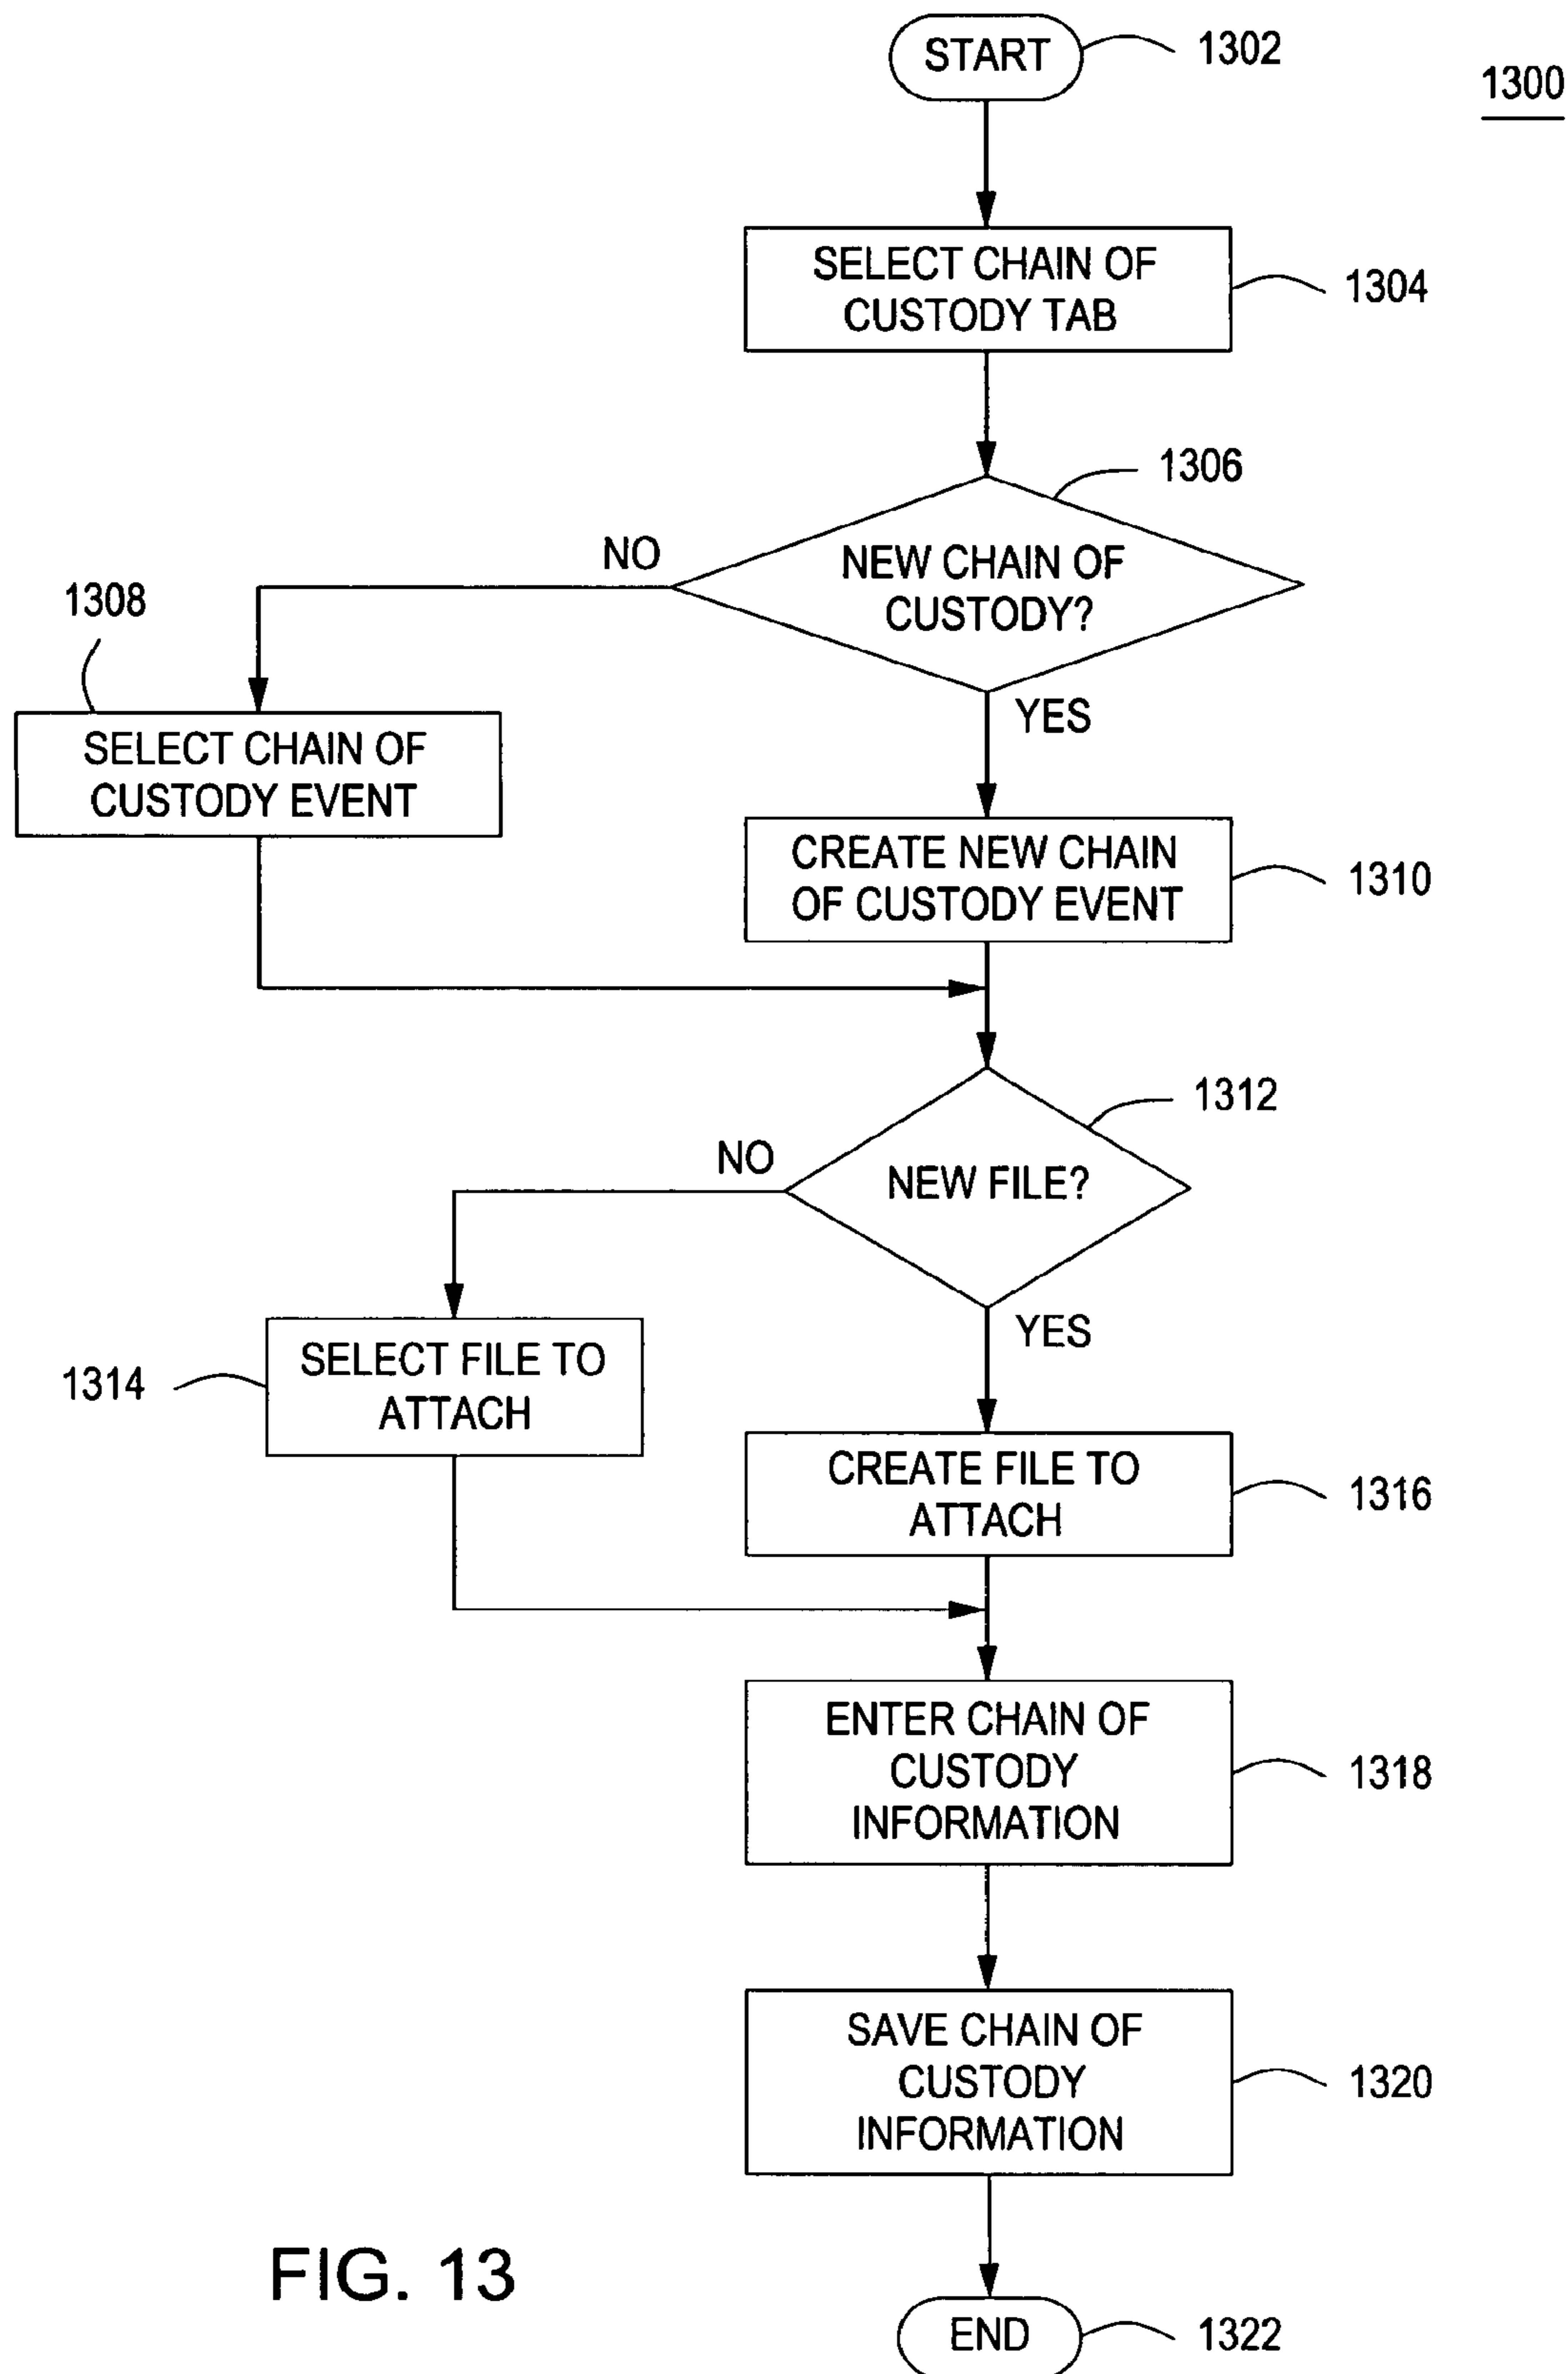 START
1302
1300
SELECT CHAIN OF
CUSTODY TAB
1304
1306
NEW CHAIN OF
CUSTODY?
NO
YES
1308
SELECT CHAIN OF
CUSTODY EVENT
CREATE NEW CHAIN
OF CUSTODY EVENT
1310
1312
NEW FILE?
NO
YES
1314
SELECT FILE TO
ATTACH
CREATE FILE TO
ATTACH
1316
ENTER CHAIN OF
CUSTODY
INFORMATION
1318
SAVE CHAIN OF
CUSTODY
INFORMATION
1320
FIG. 13
END
1322